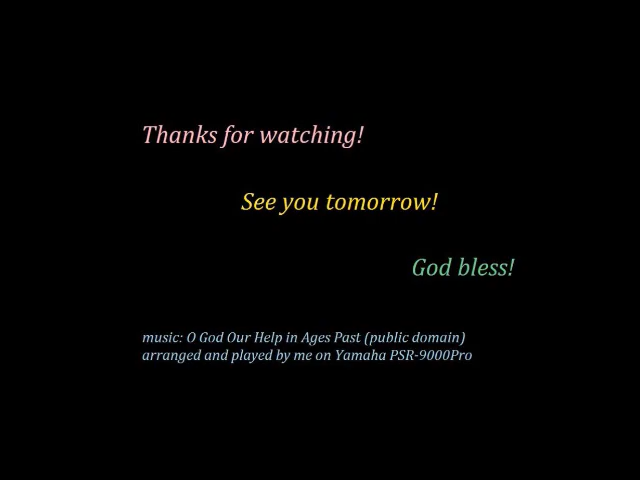 Thanks for watching!
See you tomorrow!
God bless!
music: O God Our Help in Ages Past (public domain)
arranged and played by me on Yamaha PSR-9000Pro